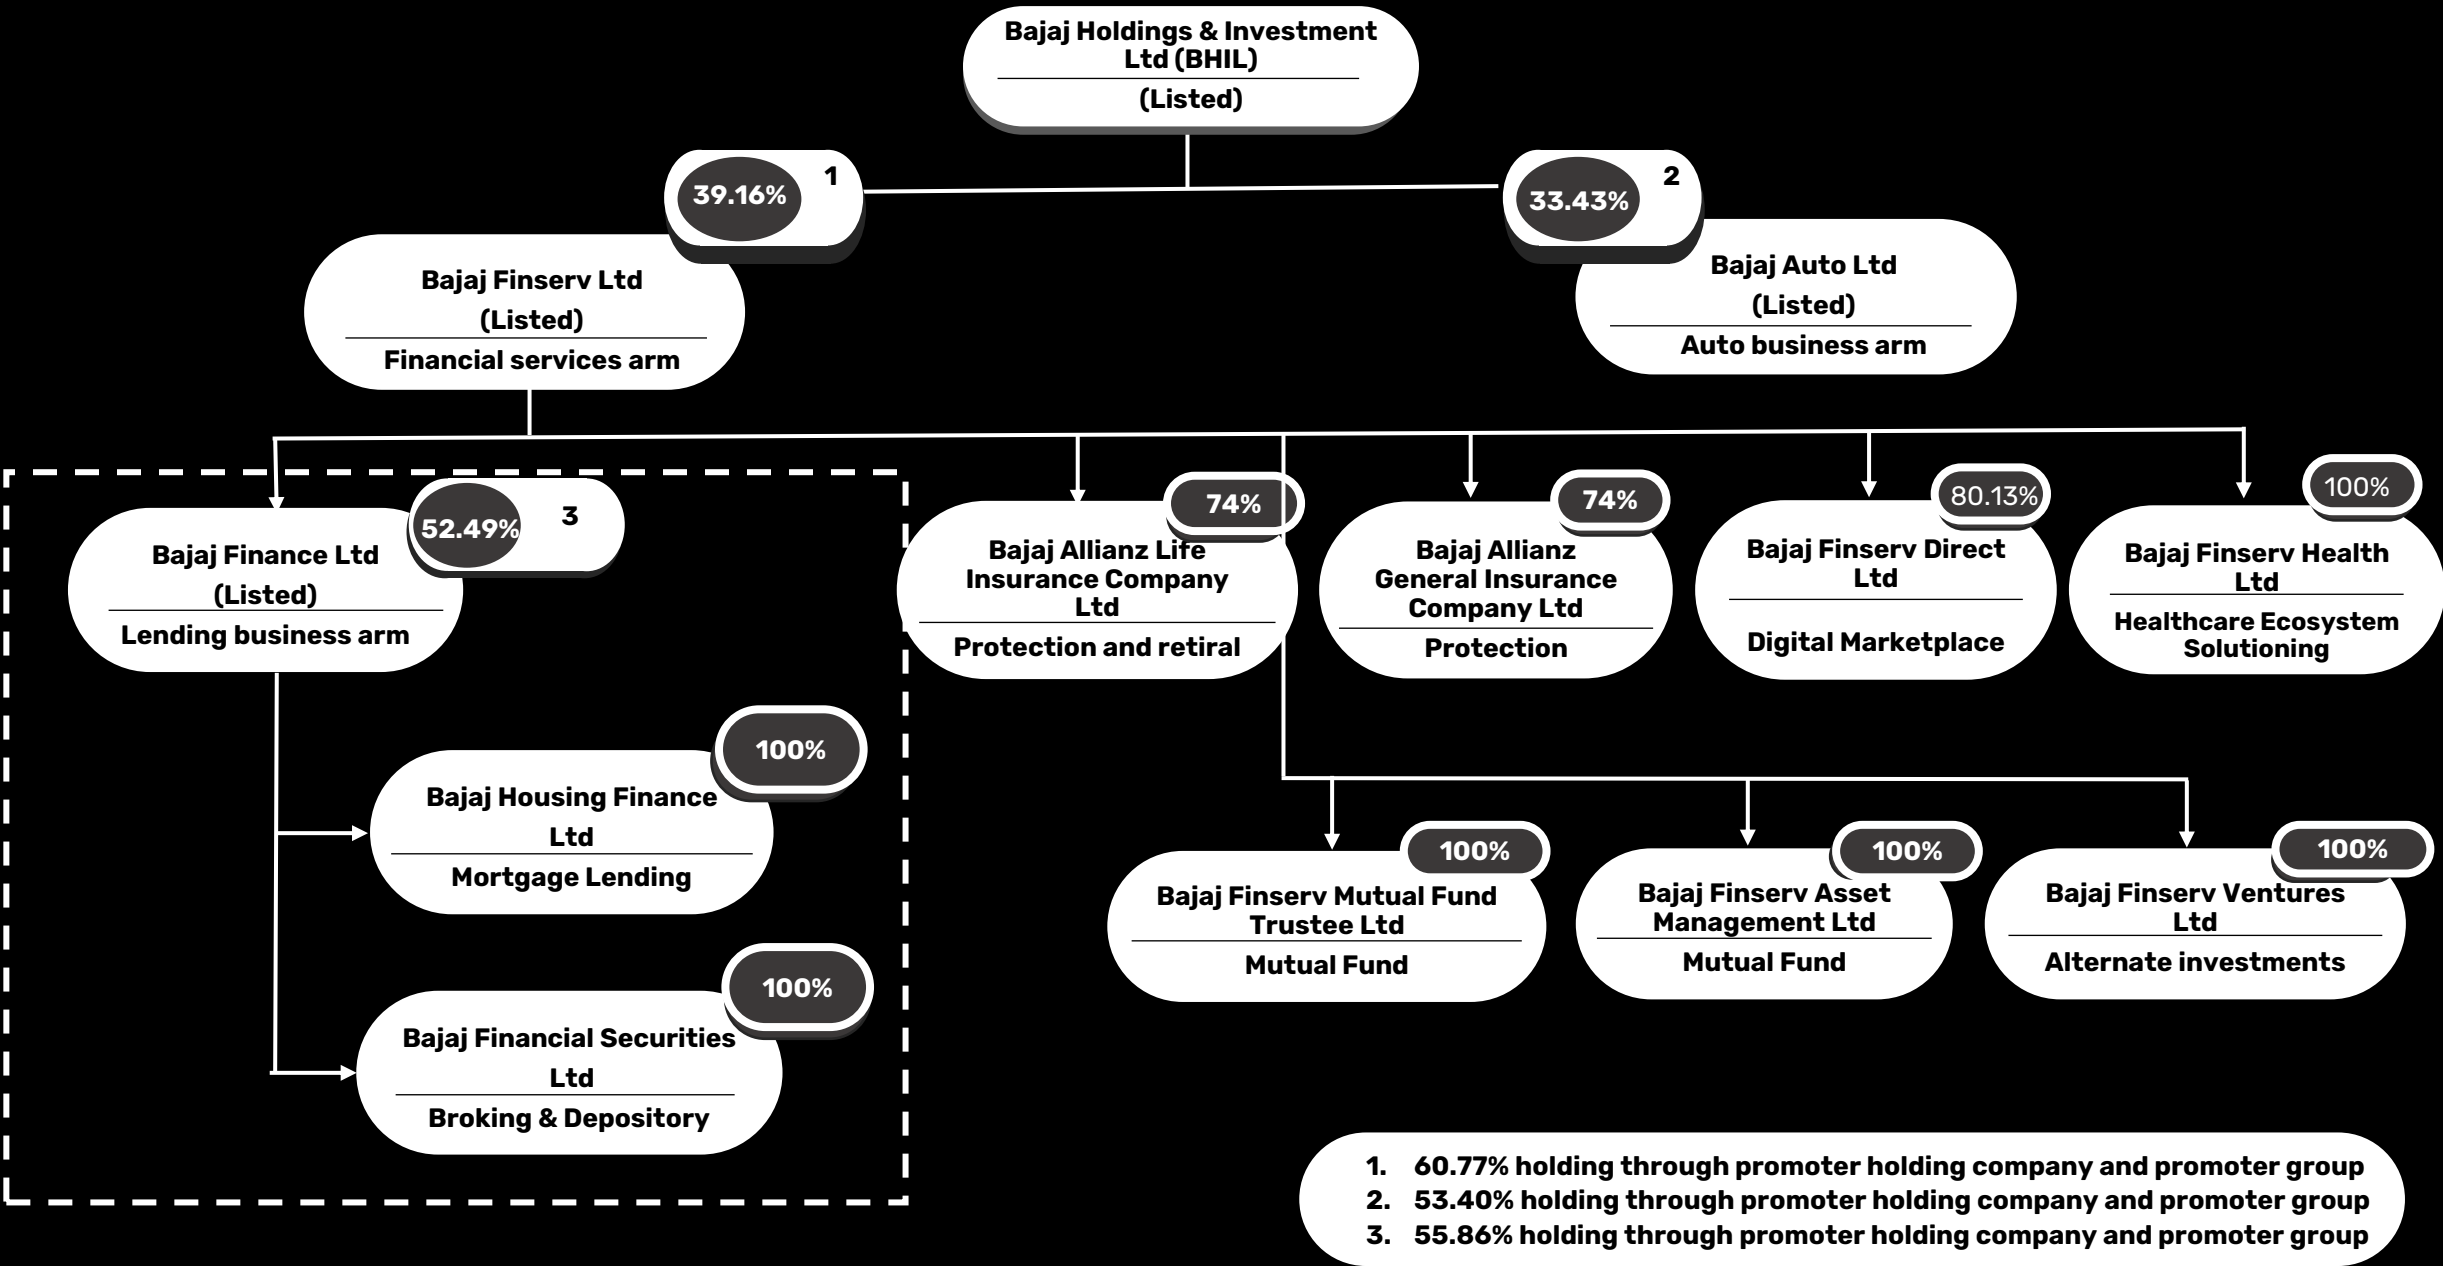 Bajaj Holdings & Investment
Ltd (BHIL)
(Listed)
39.16%
1
33.43%
2
Bajaj Finserv Ltd
(Listed)
Financial services arm
Bajaj Auto Ltd
(Listed)
Auto business arm
52.49%
3
Bajaj Finance Ltd
(Listed)
Lending business arm
74%
Bajaj Allianz Life
Insurance Company
Ltd
Protection and retiral
74%
Bajaj Allianz
General Insurance
Company Ltd
Protection
80.13%
Bajaj Finserv Direct
Ltd
Digital Marketplace
100%
Bajaj Finserv Health
Ltd
Healthcare Ecosystem
Solutioning
100%
Bajaj Housing Finance
Ltd
Mortgage Lending
100%
Bajaj Financial Securities
Ltd
Broking & Depository
100%
Bajaj Finserv Mutual Fund
Trustee Ltd
Mutual Fund
100%
Bajaj Finserv Asset
Management Ltd
Mutual Fund
100%
Bajaj Finserv Ventures
Ltd
Alternate investments
1. 60.77% holding through promoter holding company and promoter group
2. 53.40% holding through promoter holding company and promoter group
3. 55.86% holding through promoter holding company and promoter group